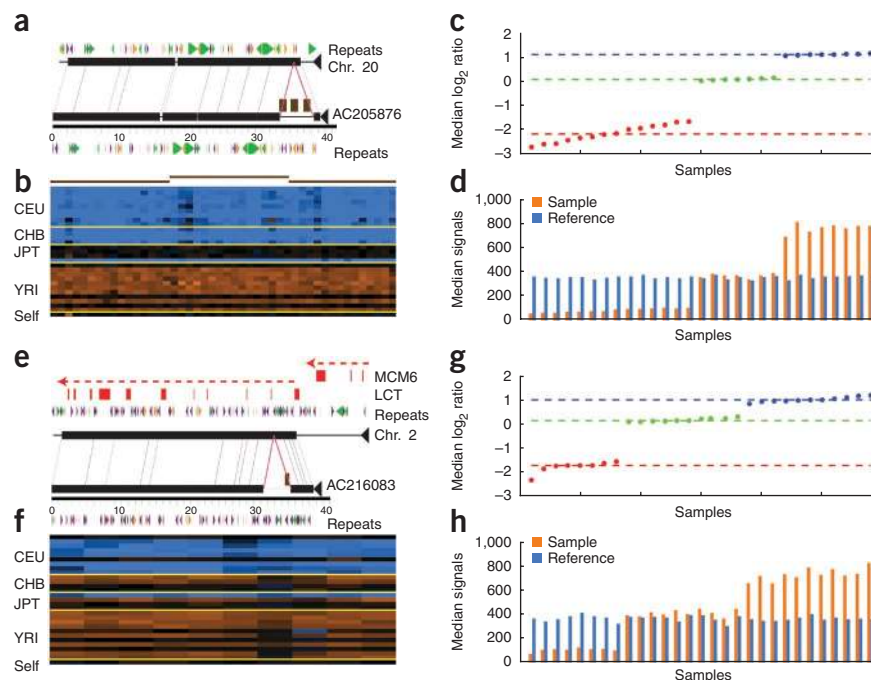 a
Repeats
Chr. 20
AC205876
0 10 20 30 40
Repeats
b
CEU
CHB
JPT
YRI
Self
c
Median log2 ratio
2
1
0
−1
−2
−3
Samples
d
Median signals
1,000
800
600
400
200
0
Sample
Reference
Samples
e
MCM6
LCT
Repeats
Chr. 2
AC216083
0 10 20 30 40
Repeats
f
CEU
CHB
JPT
YRI
Self
g
Median log2 ratio
2
1
0
−1
−2
−3
Samples
h
Median signals
1,000
800
600
400
200
0
Sample
Reference
Samples